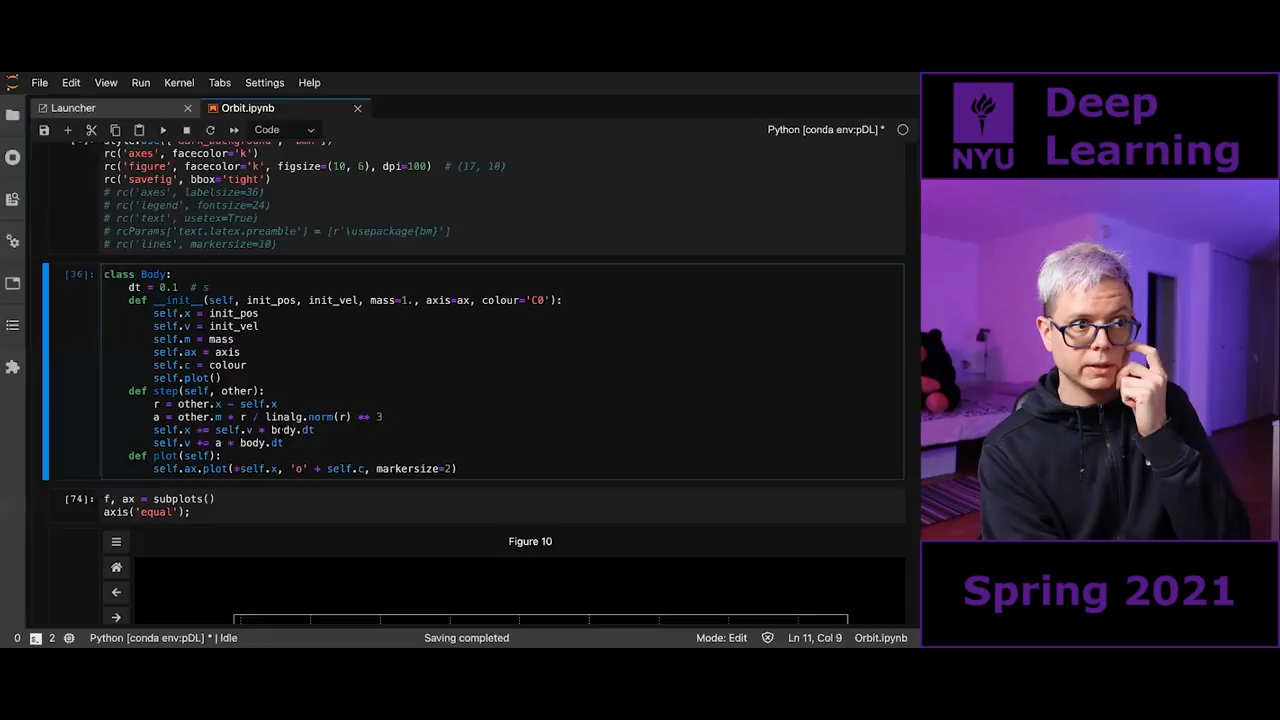 File Edit View Run Kernel Tabs Settings Help
Launcher
Orbit.ipynb
Code
Python [conda env:pDL] *
rc('axes', facecolor='k')
rc('figure', facecolor='k', figsize=(10, 6), dpi=100)  # (17, 10)
rc('savefig', bbox='tight')
# rc('axes', labelsize=36)
# rc('legend', fontsize=24)
# rc('text', usetex=True)
# rcParams['text.latex.preamble'] = [r'\usepackage{bm}']
# rc('lines', markersize=10)
[36]:
class Body:
    dt = 0.1  # s
    def __init__(self, init_pos, init_vel, mass=1., axis=ax, colour='C0'):
        self.x = init_pos
        self.v = init_vel
        self.m = mass
        self.ax = axis
        self.c = colour
        self.plot()
    def step(self, other):
        r = other.x - self.x
        a = other.m * r / linalg.norm(r) ** 3
        self.x += self.v * body.dt
        self.v += a * body.dt
    def plot(self):
        self.ax.plot(*self.x, 'o' + self.c, markersize=2)
[74]:
f, ax = subplots()
axis('equal');
Figure 10
0
2
Python [conda env:pDL] * | Idle
Saving completed
Mode: Edit
Ln 11, Col 9
Orbit.ipynb
NYU
Deep
Learning
Spring 2021